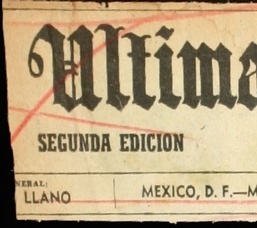 Ultima
SEGUNDA EDICION
NERAL:
LLANO
MEXICO, D. F.—M